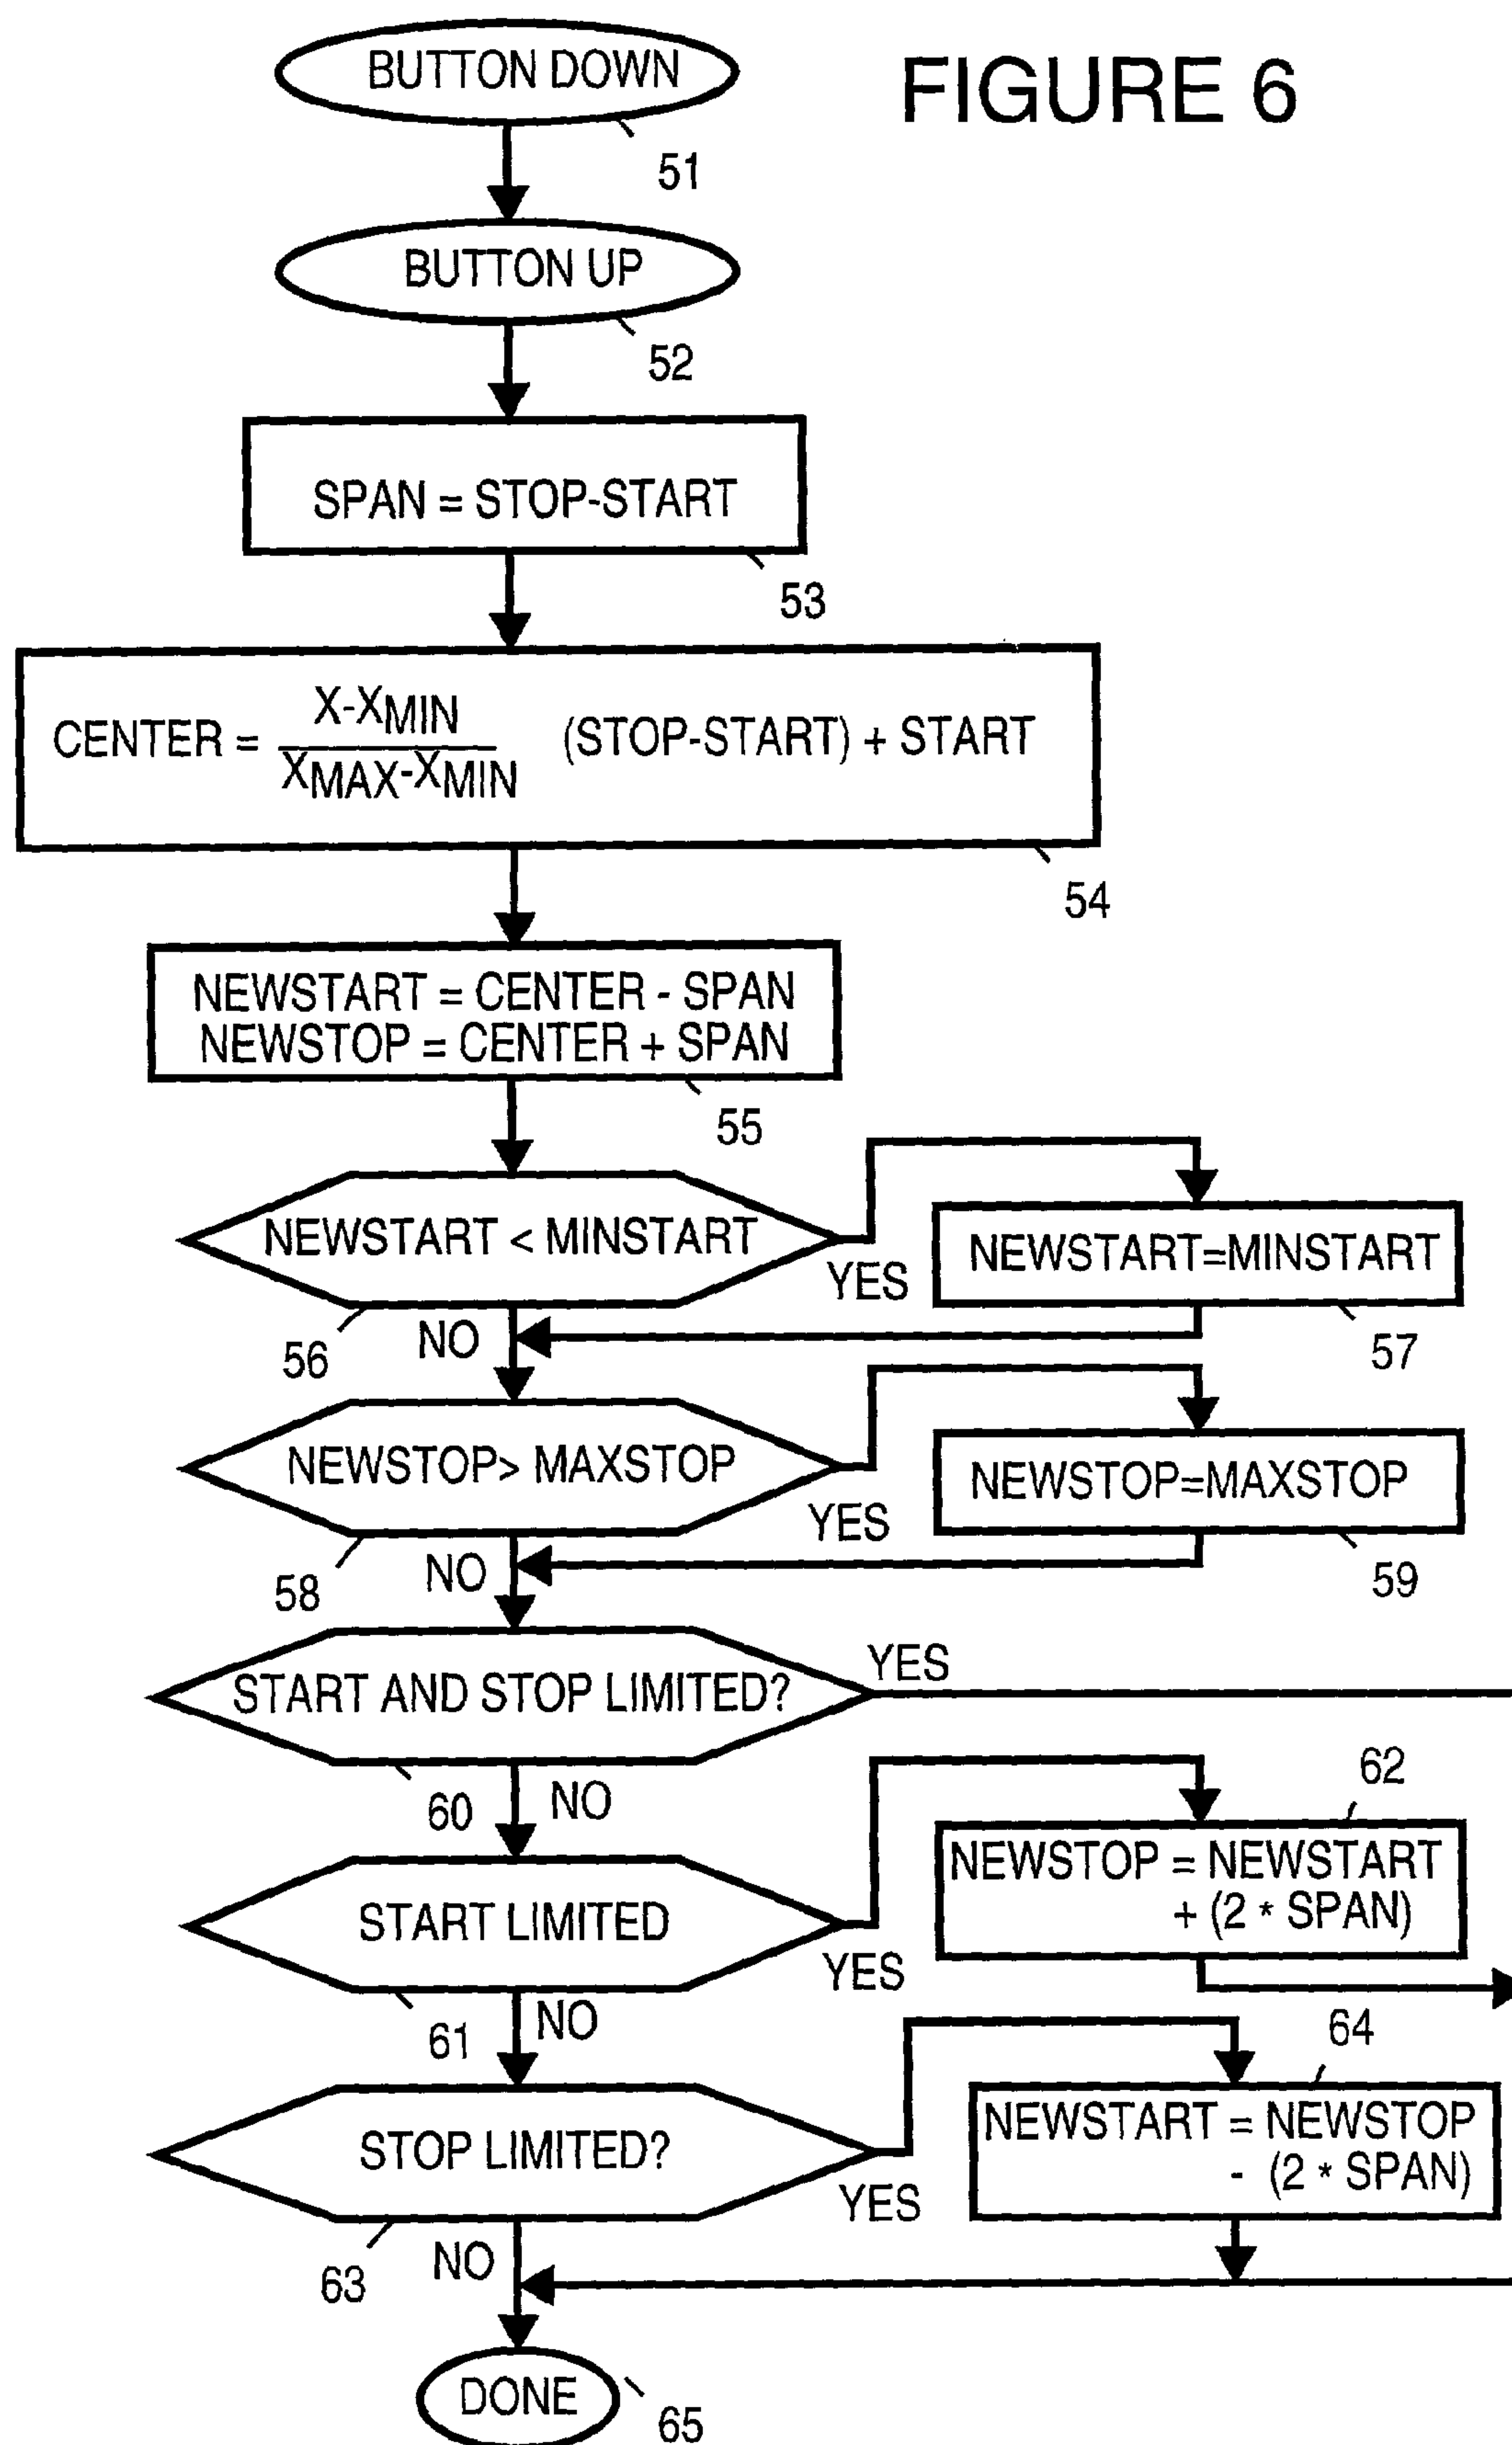 FIGURE 6
BUTTON DOWN
51
BUTTON UP
52
SPAN = STOP-START
53
X-XMIN
CENTER = (STOP-START) + START
XMAX-XMIN
54
NEWSTART = CENTER - SPAN
NEWSTOP = CENTER + SPAN
55
NEWSTART < MINSTART
YES
NEWSTART=MINSTART
56
NO
57
NEWSTOP> MAXSTOP
YES
NEWSTOP=MAXSTOP
58
NO
59
START AND STOP LIMITED?
YES
60
NO
62
NEWSTOP = NEWSTART
+ (2 * SPAN)
START LIMITED
YES
61
NO
64
NEWSTART = NEWSTOP
- (2 * SPAN)
STOP LIMITED?
YES
63
NO
DONE
65